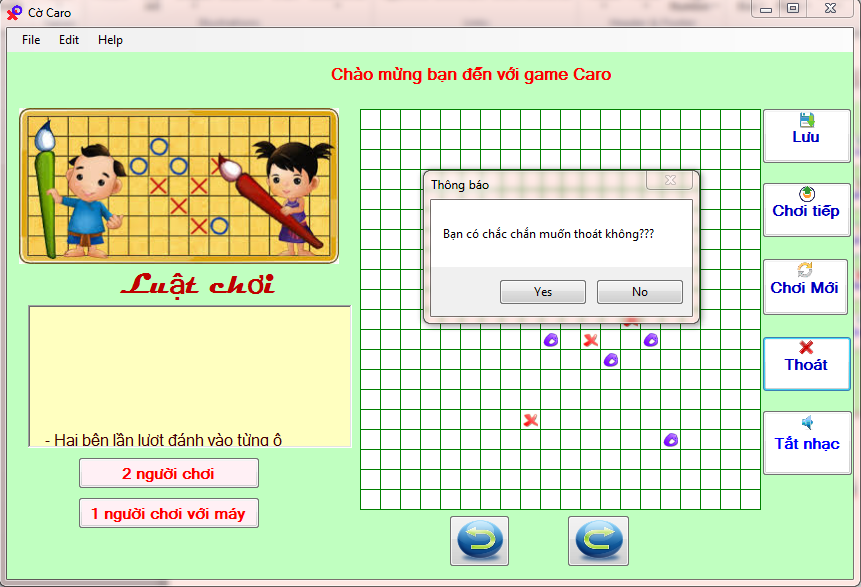 Cờ Caro
File Edit Help
Chào mừng bạn đến với game Caro
Lưu
Thông báo
Bạn có chắc chắn muốn thoát không???
Yes No
Chơi tiếp
Luật chơi
Chơi Mới
Thoát
- Hai bên lần lượt đánh vào từng ô
Tắt nhạc
2 người chơi
1 người chơi với máy